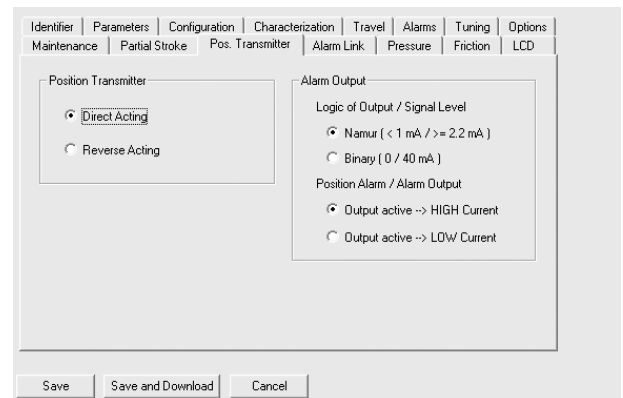 Identifier Parameters Configuration Characterization Travel Alarms Tuning Options
Maintenance Partial Stroke Pos. Transmitter Alarm Link Pressure Friction LCD
Position Transmitter
Direct Acting
Reverse Acting
Alarm Output
Logic of Output / Signal Level
Namur ( < 1 mA / >= 2.2 mA )
Binary ( 0 / 40 mA )
Position Alarm / Alarm Output
Output active --> HIGH Current
Output active --> LOW Current
Save Save and Download Cancel